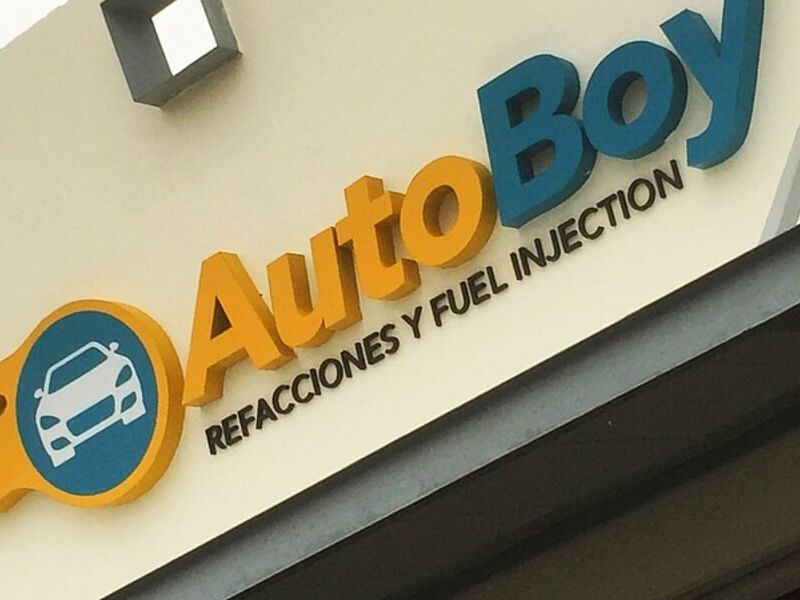 AutoBoy
REFACCIONES Y FUEL INJECTION